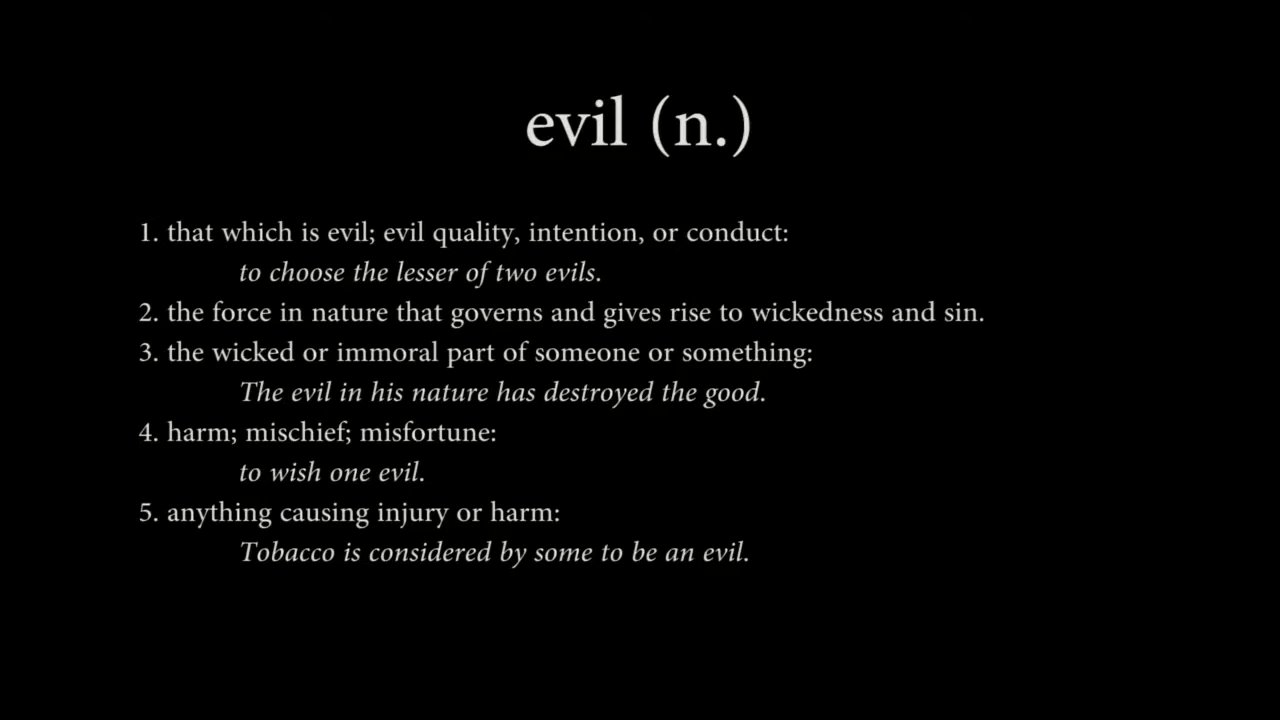 evil (n.)
1. that which is evil; evil quality, intention, or conduct:
to choose the lesser of two evils.
2. the force in nature that governs and gives rise to wickedness and sin.
3. the wicked or immoral part of someone or something:
The evil in his nature has destroyed the good.
4. harm; mischief; misfortune:
to wish one evil.
5. anything causing injury or harm:
Tobacco is considered by some to be an evil.